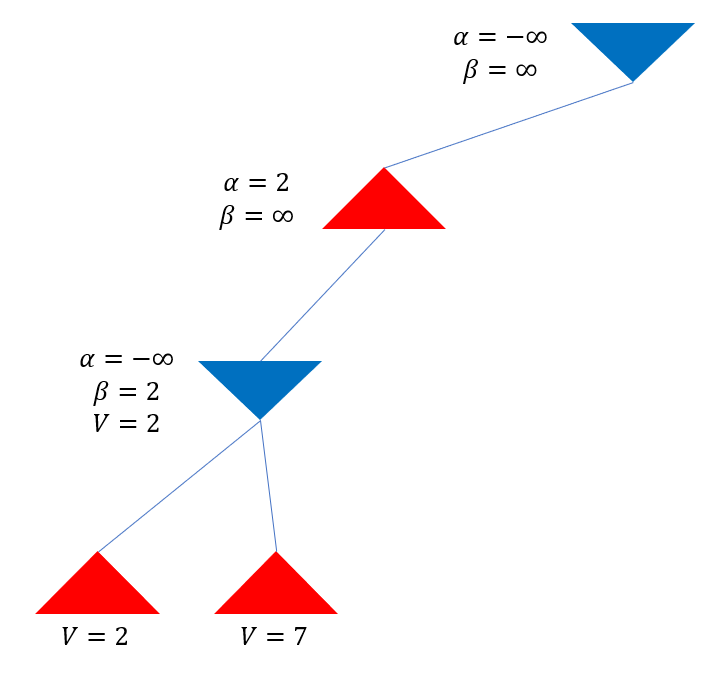 α = −∞
β = ∞
α = 2
β = ∞
α = −∞
β = 2
V = 2
V = 2
V = 7